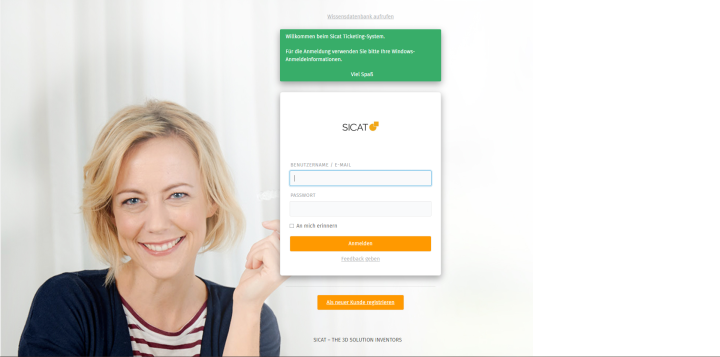 Wissensdatenbank aufrufen
Willkommen beim Sicat Ticketing-System.
Für die Anmeldung verwenden Sie bitte Ihre Windows-
Anmeldeinformationen.
Viel Spaß
SICAT
BENUTZERNAME / E-MAIL
PASSWORT
An mich erinnern
Anmelden
Feedback geben
Als neuer Kunde registrieren
SICAT - THE 3D SOLUTION INVENTORS